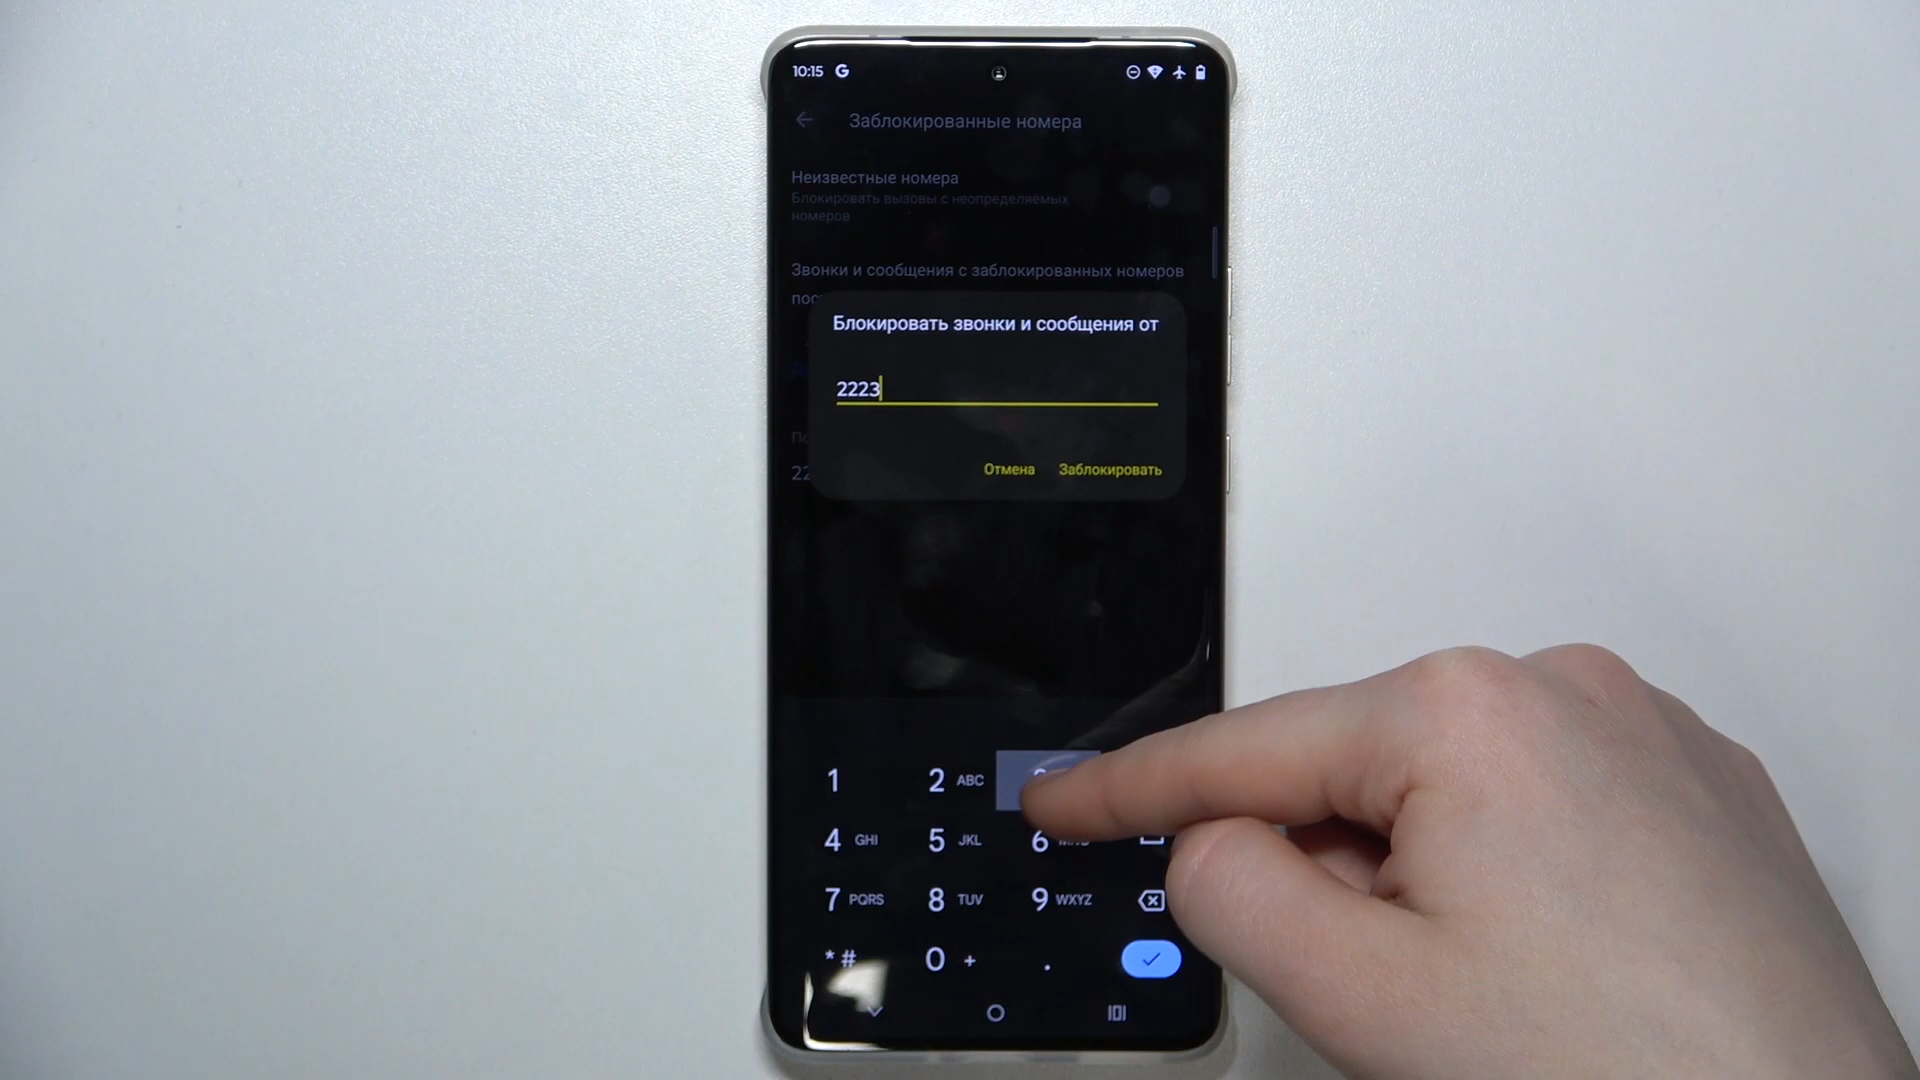 10:15 G
Заблокированные номера
Неизвестные номера
Блокировать вызовы с неопределяемых
номеров
Звонки и сообщения с заблокированных номеров
Блокировать звонки и сообщения от
2223
22
Отмена Заблокировать
1 2 ABC
4 GHI 5 JKL 6
7 PQRS 8 TUV 9 WXYZ
* # 0 + .